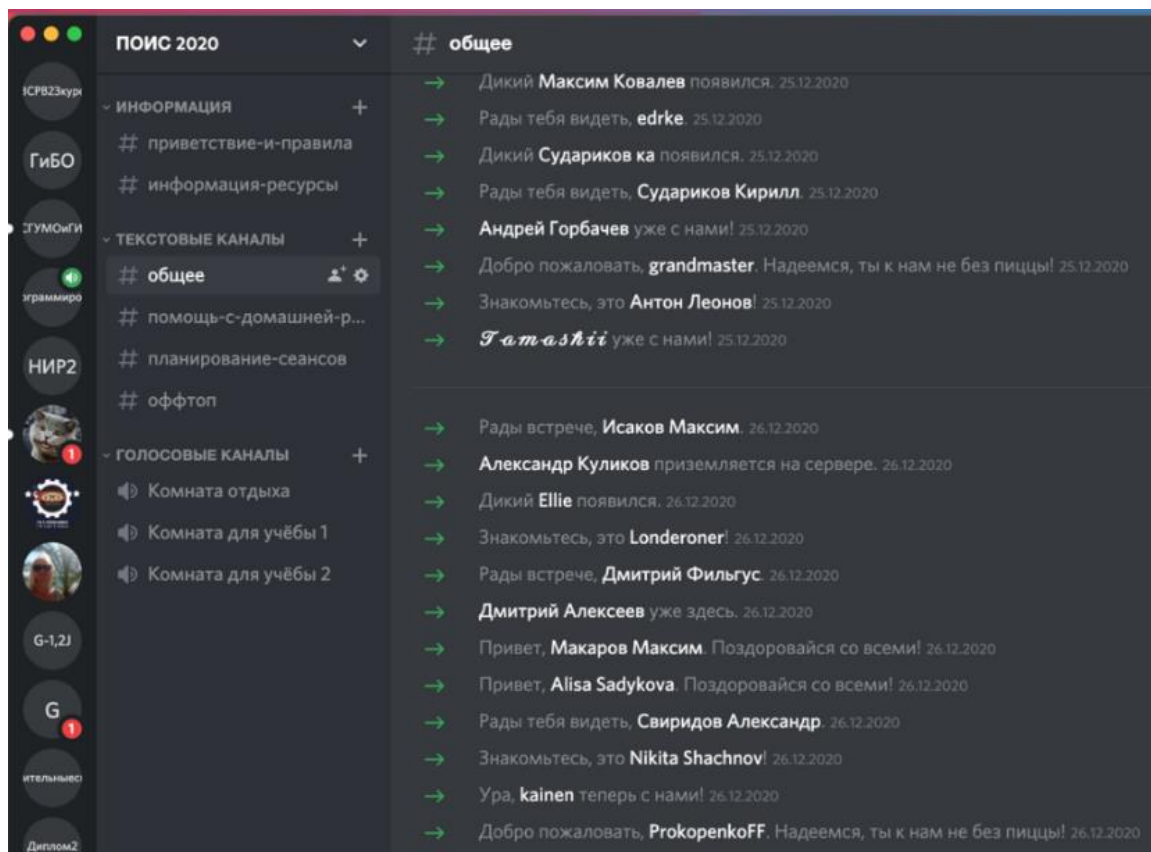 ПОИС 2020
# общее
ГиБО
НИР2
G-1,2J
G
1
1
Диплом2
ИНФОРМАЦИЯ
# приветствие-и-правила
# информация-ресурсы
ТЕКСТОВЫЕ КАНАЛЫ
# общее
# помощь-с-домашней-р...
# планирование-сеансов
# оффтоп
ГОЛОСОВЫЕ КАНАЛЫ
Комната отдыха
Комната для учёбы 1
Комната для учёбы 2
Дикий Максим Ковалев появился. 25.12.2020
Рады тебя видеть, edrke. 25.12.2020
Дикий Судариков ка появился. 25.12.2020
Рады тебя видеть, Судариков Кирилл. 25.12.2020
Андрей Горбачев уже с нами! 25.12.2020
Добро пожаловать, grandmaster. Надеемся, ты к нам не без пиццы! 25.12.2020
Знакомьтесь, это Антон Леонов! 25.12.2020
𝓣𝓪𝓶𝓪𝓼𝓱𝓲𝓲 уже с нами! 25.12.2020
Рады встрече, Исаков Максим. 26.12.2020
Александр Куликов приземляется на сервере. 26.12.2020
Дикий Ellie появился. 26.12.2020
Знакомьтесь, это Londeroner! 26.12.2020
Рады встрече, Дмитрий Фильгус. 26.12.2020
Дмитрий Алексеев уже здесь. 26.12.2020
Привет, Макаров Максим. Поздоровайся со всеми! 26.12.2020
Привет, Alisa Sadykova. Поздоровайся со всеми! 26.12.2020
Рады тебя видеть, Свиридов Александр. 26.12.2020
Знакомьтесь, это Nikita Shachnov! 26.12.2020
Ура, kainen теперь с нами! 26.12.2020
Добро пожаловать, ProkopenkoFF. Надеемся, ты к нам не без пиццы! 26.12.2020